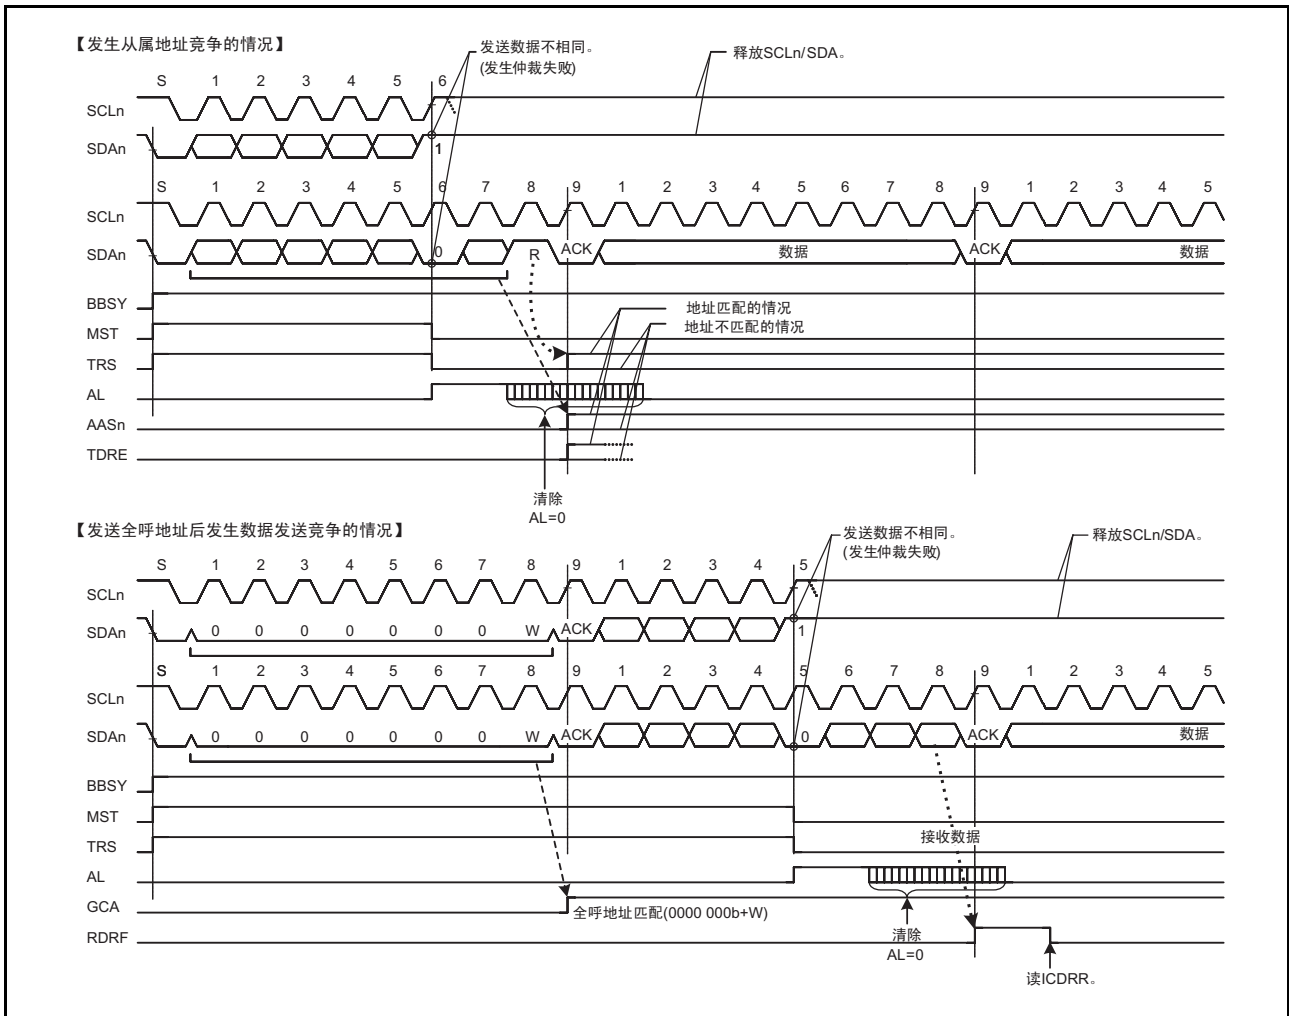 【发生从属地址竞争的情况】
发送数据不相同。
(发生仲裁失败)
释放SCLn/SDA。
S 1 2 3 4 5 6
SCLn
SDAn
1
S 1 2 3 4 5 6 7 8 9 1 2 3 4 5 6 7 8 9 1 2 3 4 5
SCLn
SDAn 0 R ACK 数据 ACK 数据
BBSY
地址匹配的情况
MST
地址不匹配的情况
TRS
AL
AASn
TDRE
清除
AL=0
【发送全呼地址后发生数据发送竞争的情况】
发送数据不相同。
(发生仲裁失败)
释放SCLn/SDA。
S 1 2 3 4 5 6 7 8 9 1 2 3 4 5
SCLn
SDAn 0 0 0 0 0 0 0 W ACK 1
S 1 2 3 4 5 6 7 8 9 1 2 3 4 5 6 7 8 9 1 2 3 4 5
SCLn
SDAn 0 0 0 0 0 0 0 W ACK 0 ACK 数据
BBSY
MST
TRS
接收数据
AL
GCA
全呼地址匹配(0000 000b+W)
RDRF
清除
AL=0
读ICDRR。